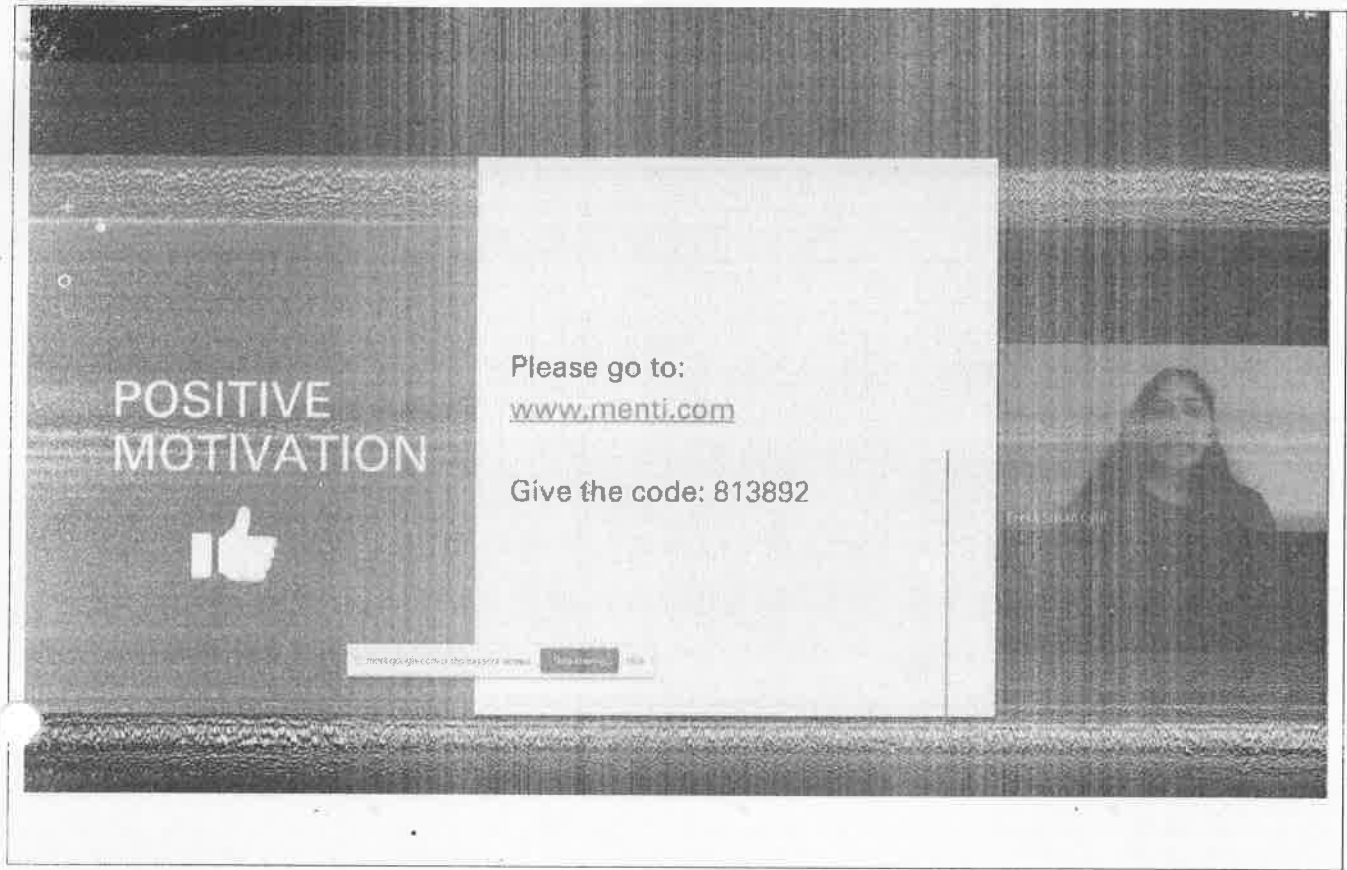 POSITIVE
MOTIVATION
Please go to:
www.menti.com
Give the code: 813892